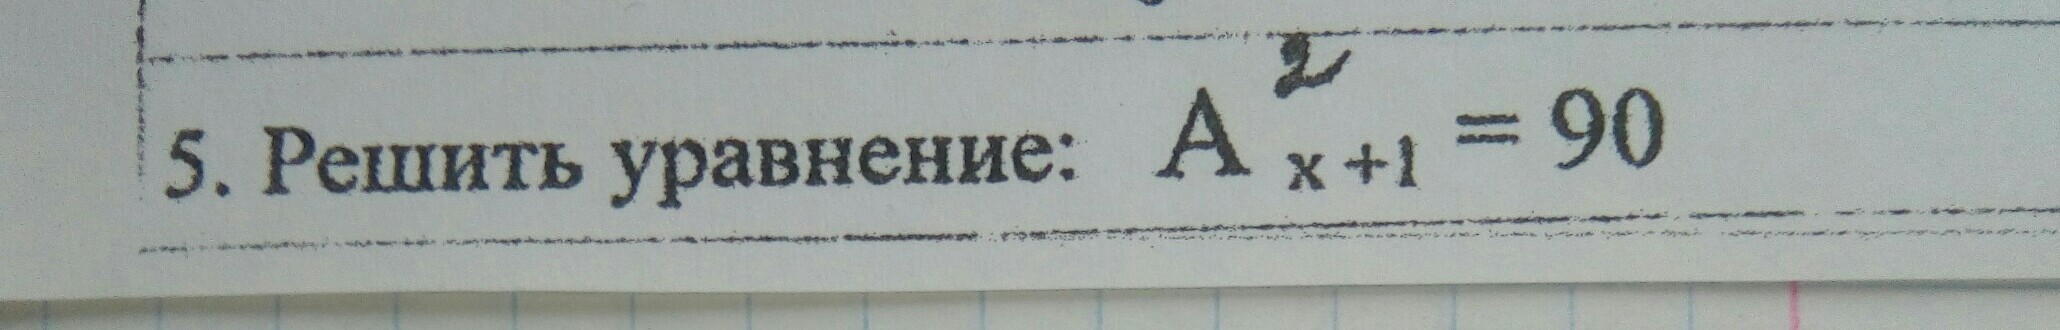 5. Решить уравнение: A²ₓ₊₁ = 90